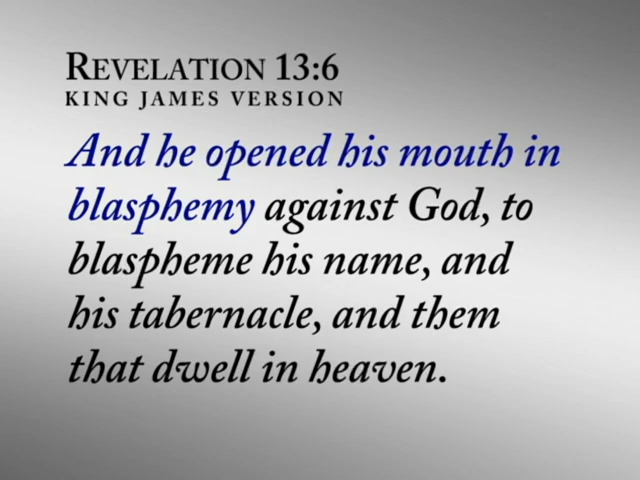 REVELATION 13:6
KING JAMES VERSION
And he opened his mouth in
blasphemy against God, to
blaspheme his name, and
his tabernacle, and them
that dwell in heaven.